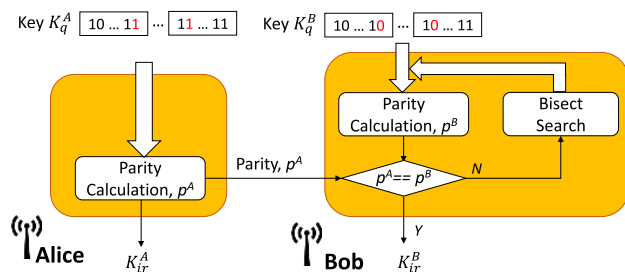 Key K_q^A 10 ... 11 ... 11 ... 11
Key K_q^B 10 ... 10 ... 10 ... 11
Parity
Calculation, p^A
Parity, p^A
Parity
Calculation, p^B
Bisect
Search
p^A== p^B
N
Y
Alice
K_ir^A
Bob
K_ir^B